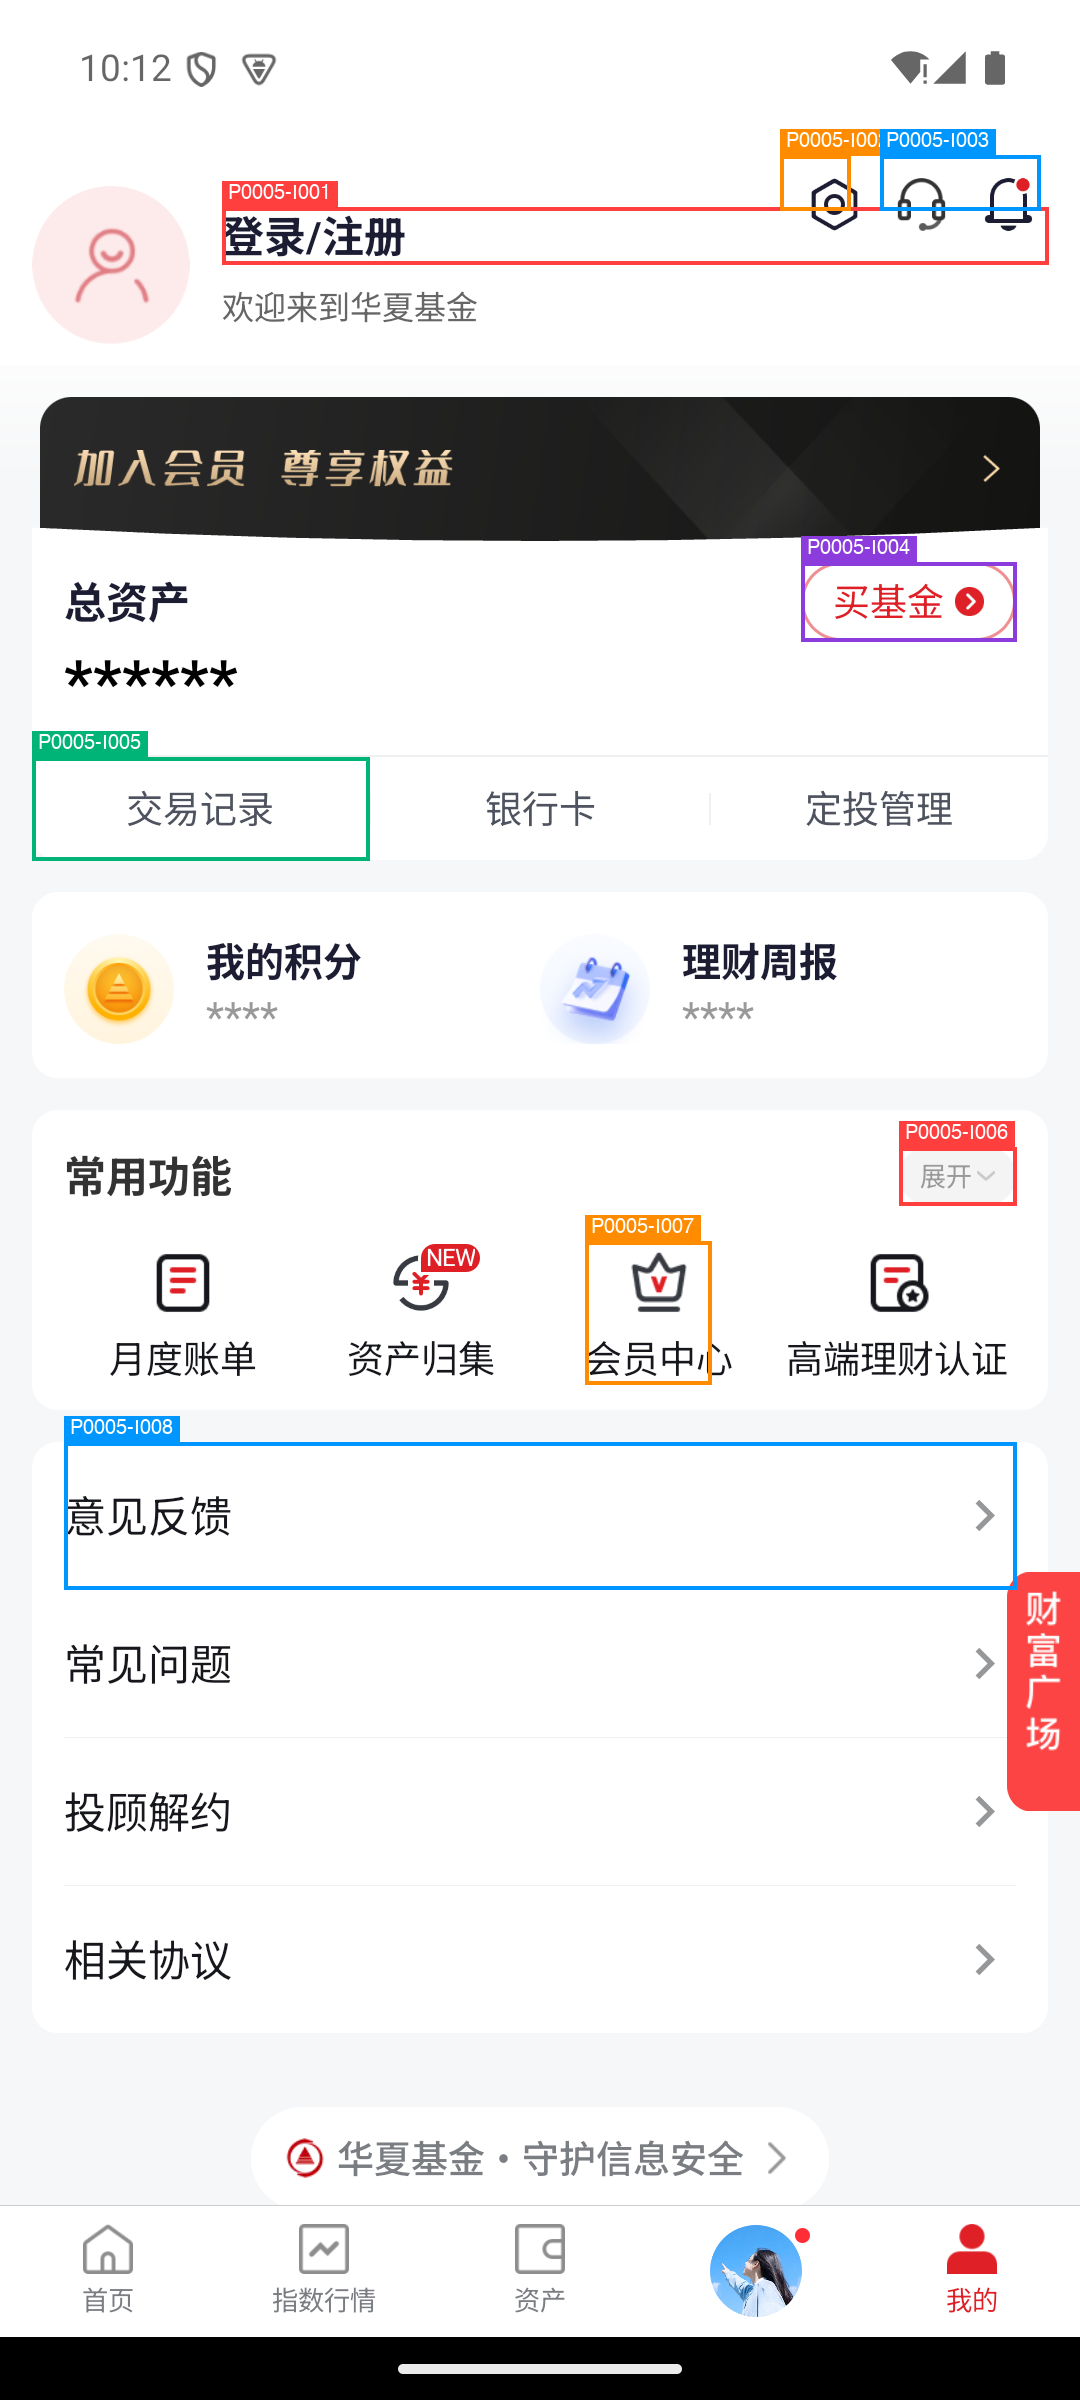 10:12
P0005-I002
P0005-I003
P0005-I001
登录/注册
欢迎来到华夏基金
加入会员 尊享权益
P0005-I004
总资产
买基金
******
P0005-I005
交易记录
银行卡
定投管理
我的积分
****
理财周报
****
P0005-I006
常用功能
展开
P0005-I007
NEW
月度账单
资产归集
会员中心
高端理财认证
P0005-I008
意见反馈
常见问题
投顾解约
相关协议
财富广场
华夏基金·守护信息安全
首页
指数行情
资产
我的